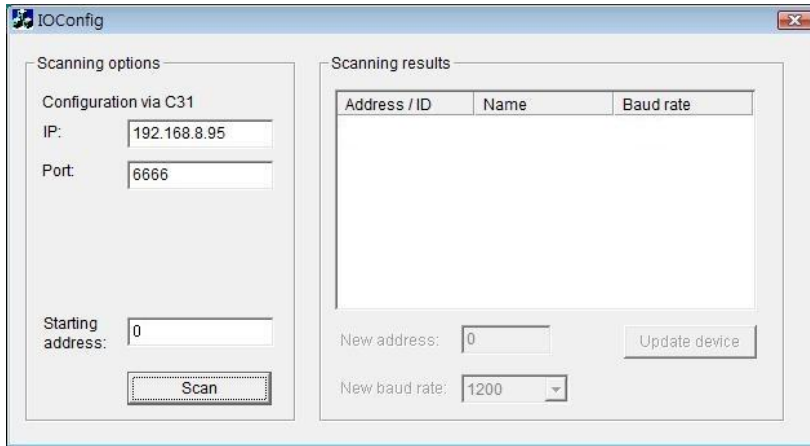 IOConfig
Scanning options
Configuration via C31
IP: 192.168.8.95
Port: 6666
Starting address: 0
Scan
Scanning results
Address / ID Name Baud rate
New address: 0 Update device
New baud rate: 1200